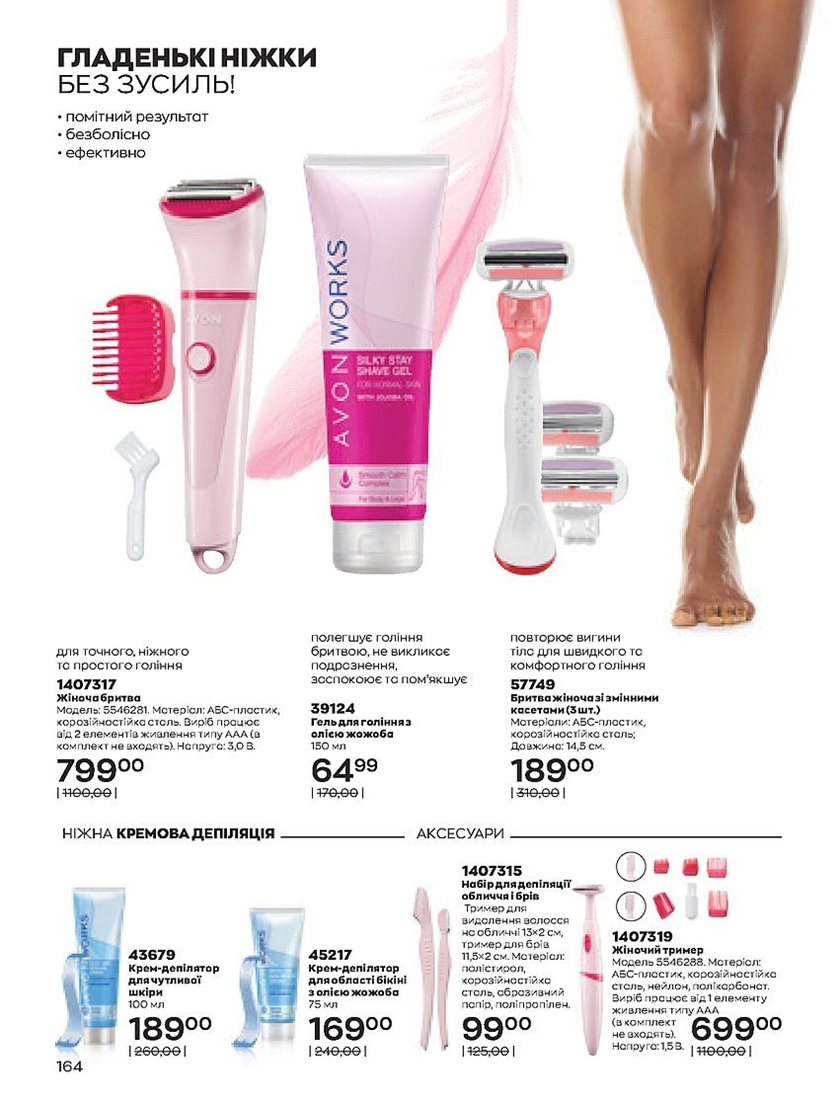 ГЛАДЕНЬКІ НІЖКИ
БЕЗ ЗУСИЛЬ!
• помітний результат
• безболісно
• ефективно
AVON
AVON WORKS
SILKY STAY
SHAVE GEL
FOR NORMAL SKIN
WITH JOJOBA OIL
Smooth Calm
Complex
For Body & Legs
для точного, ніжного
та простого гоління
1407317
Жіноча бритва
Модель: 5546281. Матеріал: АБС-пластик,
корозійностійка сталь. Виріб працює
від 2 елементів живлення типу ААА (в
комплект не входять). Напруга: 3,0 В.
799 00
| 1100,00 |
полегшує гоління
бритвою, не викликає
подразнення,
заспокоює та пом'якшує
39124
Гель для гоління з
олією жожоба
150 мл
64 99
| 170,00 |
повторює вигини
тіла для швидкого та
комфортного гоління
57749
Бритва жіноча зі змінними
касетами (3 шт.)
Матеріали: АБС-пластик,
корозійностійка сталь;
Довжина: 14,5 см.
189 00
| 310,00 |
НІЖНА КРЕМОВА ДЕПІЛЯЦІЯ
AVON WORKS
43679
Крем-депілятор
для чутливої
шкіри
100 мл
189 00
| 260,00 |
45217
Крем-депілятор
для області бікіні
з олією жожоба
75 мл
169 00
| 240,00 |
АКСЕСУАРИ
1407315
Набір для депіляції
обличчя і брів
Тример для
видалення волосся
на обличчі 13×2 см,
тример для брів
11,5×2 см. Матеріал:
полістирол,
корозійностійка
сталь, абразивний
папір, поліпропілен.
99 00
| 125,00 |
1407319
Жіночий тример
Модель 5546288. Матеріал:
АБС-пластик, корозійностійка
сталь, нейлон, полікарбонат.
Виріб працює від 1 елементу
живлення типу ААА
(в комплект
не входять).
Напруга: 1,5 В.
699 00
| 1100,00 |
164